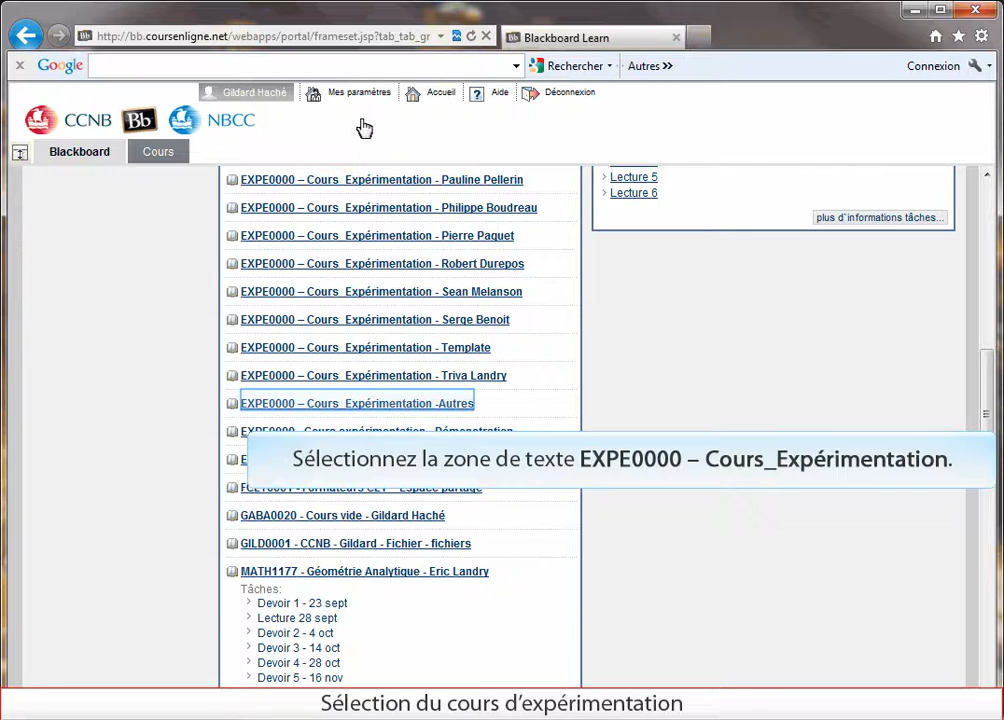 http://bb.coursenligne.net/webapps/portal/frameset.jsp?tab_tab_gr
Bb Blackboard Learn
Google Rechercher Autres » Connexion
Gildard Haché Mes paramètres Accueil ? Aide Déconnexion
CCNB Bb NBCC
Blackboard Cours
EXPE0000 – Cours_Expérimentation - Pauline Pellerin
EXPE0000 – Cours_Expérimentation - Philippe Boudreau
EXPE0000 – Cours_Expérimentation - Pierre Paquet
EXPE0000 – Cours_Expérimentation - Robert Durepos
EXPE0000 – Cours_Expérimentation - Sean Melanson
EXPE0000 – Cours_Expérimentation - Serge Benoit
EXPE0000 – Cours_Expérimentation - Template
EXPE0000 – Cours_Expérimentation - Triva Landry
EXPE0000 – Cours_Expérimentation -Autres
Sélectionnez la zone de texte EXPE0000 – Cours_Expérimentation.
GABA0020 - Cours vide - Gildard Haché
GILD0001 - CCNB - Gildard - Fichier - fichiers
MATH1177 - Géométrie Analytique - Eric Landry
Tâches:
Devoir 1 - 23 sept
Lecture 28 sept
Devoir 2 - 4 oct
Devoir 3 - 14 oct
Devoir 4 - 28 oct
Devoir 5 - 16 nov
Lecture 5
Lecture 6
plus d'informations tâches...
Sélection du cours d'expérimentation